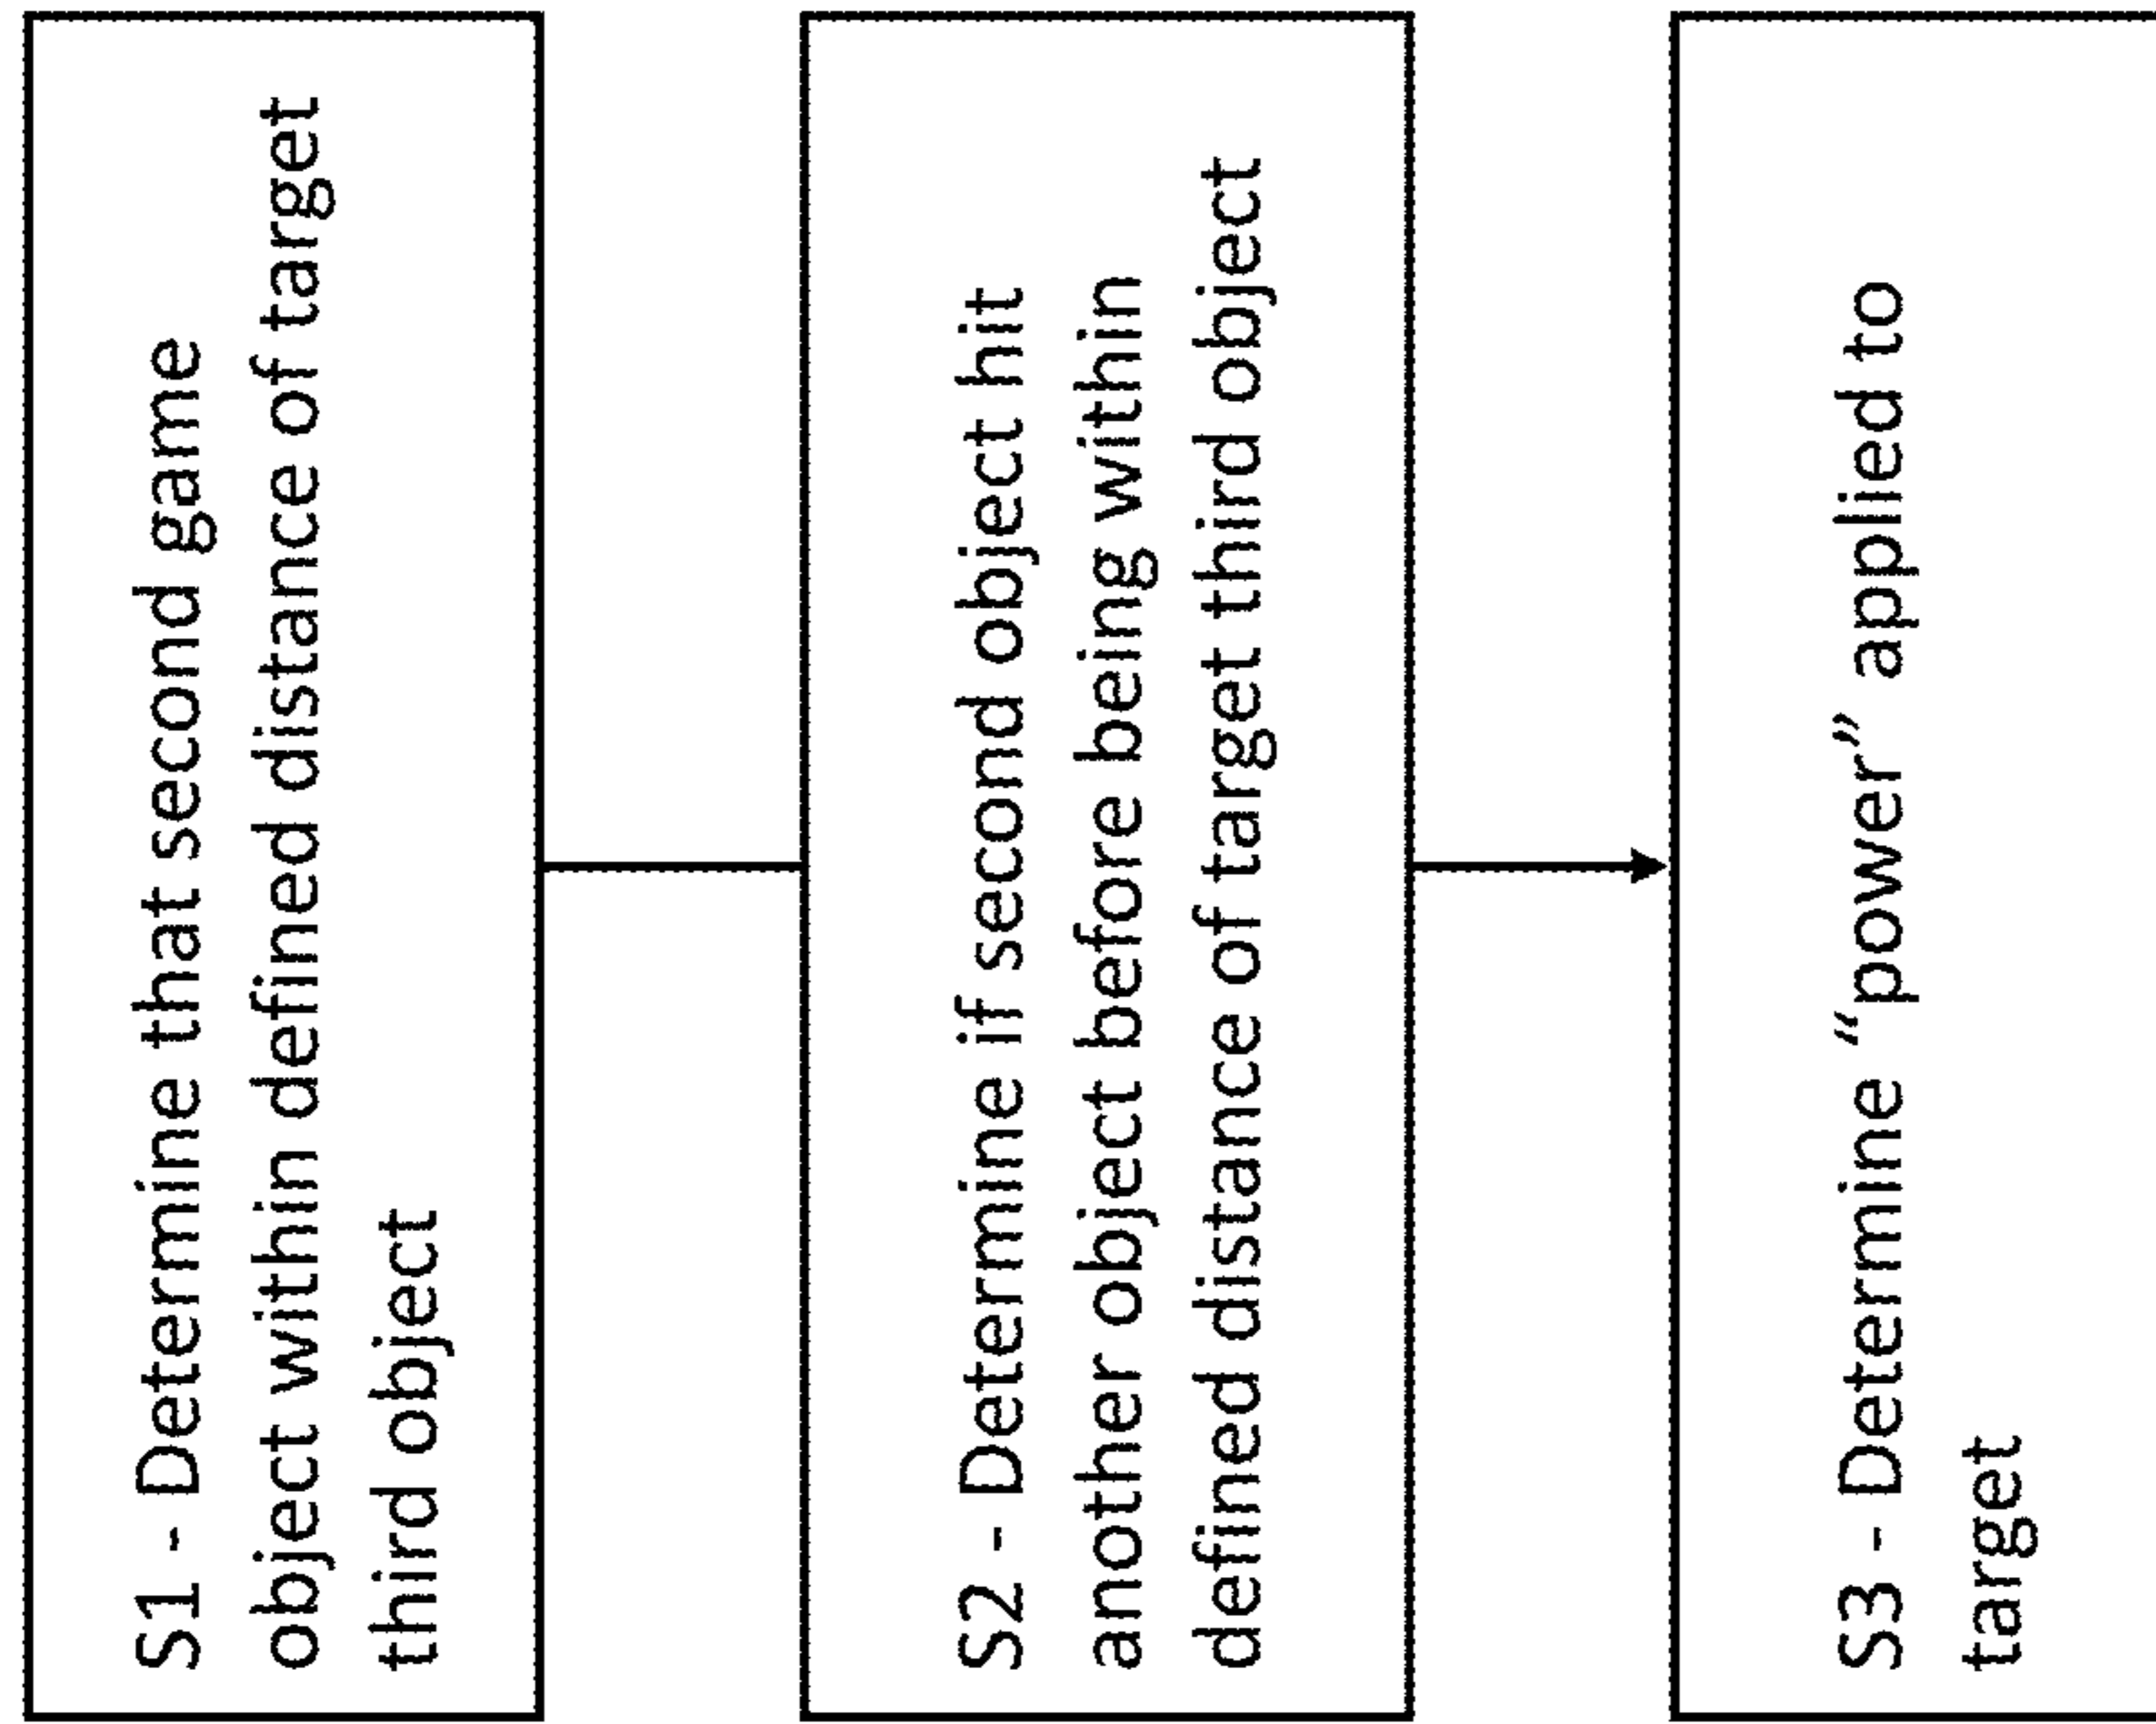 S1 - Determine that second game
object within defined distance of target
third object
S2 - Determine if second object hit
another object before being within
defined distance of target third object
S3 - Determine “power” applied to
target